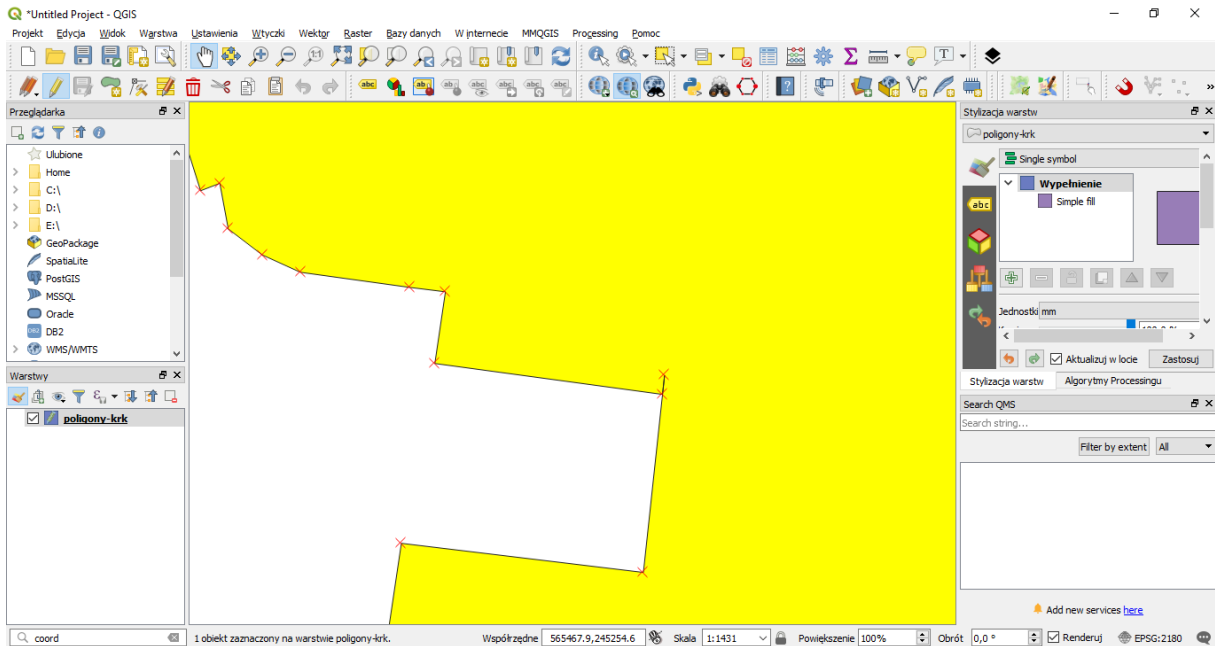 *Untitled Project - QGIS
Projekt Edycja Widok Warstwa Ustawienia Wtyczki Wektor Raster Bazy danych W internecie MMQGIS Processing Pomoc
Przeglądarka
Ulubione
Home
C:\
D:\
E:\
GeoPackage
SpatiaLite
PostGIS
MSSQL
Oracle
DB2
WMS/WMTS
Warstwy
poligony-krk
Stylizacja warstw
poligony-krk
Single symbol
Wypełnienie
Simple fill
abc
Jednostki mm
Aktualizuj w locie Zastosuj
Stylizacja warstw Algorytmy Processingu
Search QMS
Search string...
Filter by extent All
Add new services here
coord 1 obiekt zaznaczony na warstwie poligony-krk. Współrzędne 565467.9,245254.6 Skala 1:1431 Powiększenie 100% Obrót 0,0 ° Renderuj EPSG:2180